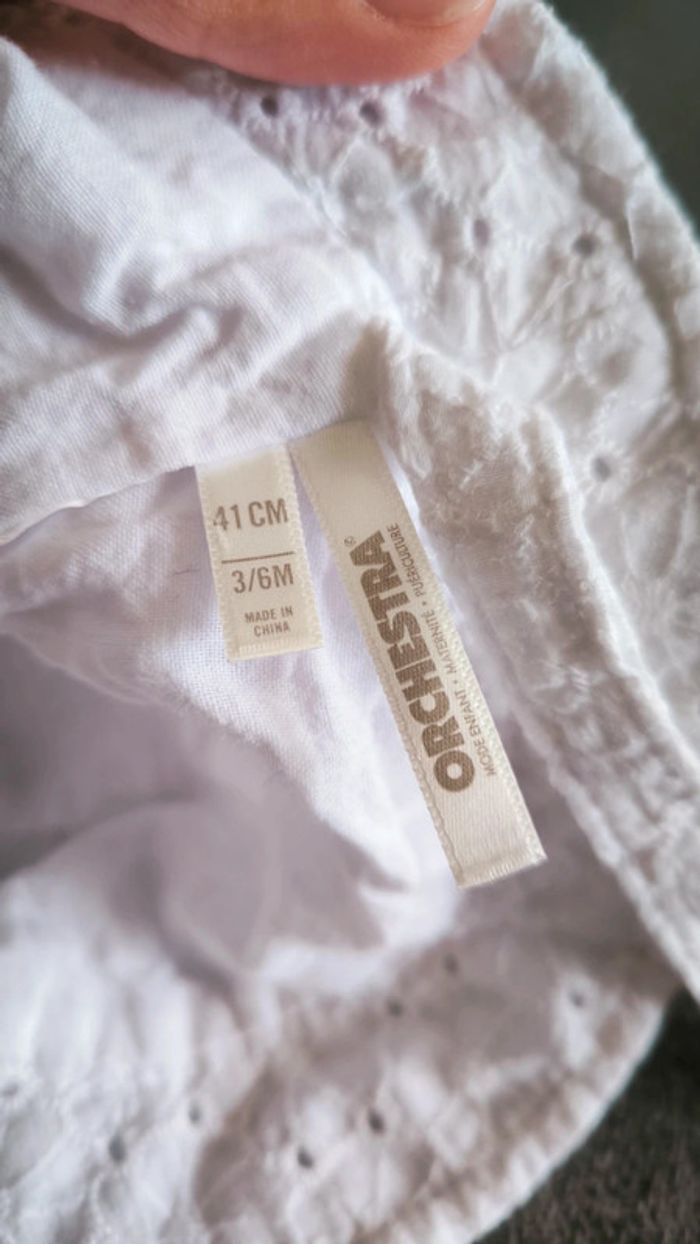 41 CM
3/6M
MADE IN
CHINA
ORCHESTRA®
MODE ENFANT • MATERNITÉ • PUÉRICULTURE